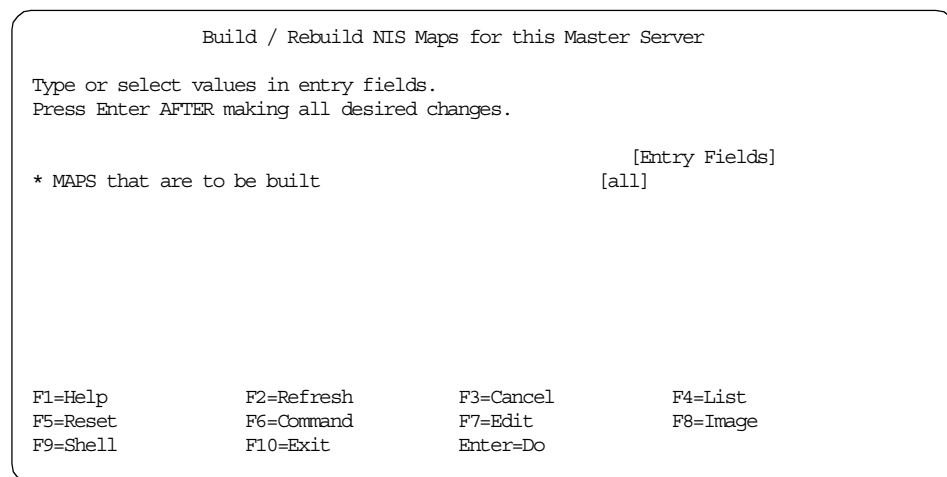 Build / Rebuild NIS Maps for this Master Server
Type or select values in entry fields.
Press Enter AFTER making all desired changes.
[Entry Fields]
* MAPS that are to be built [all]
F1=Help F2=Refresh F3=Cancel F4=List
F5=Reset F6=Command F7=Edit F8=Image
F9=Shell F10=Exit Enter=Do